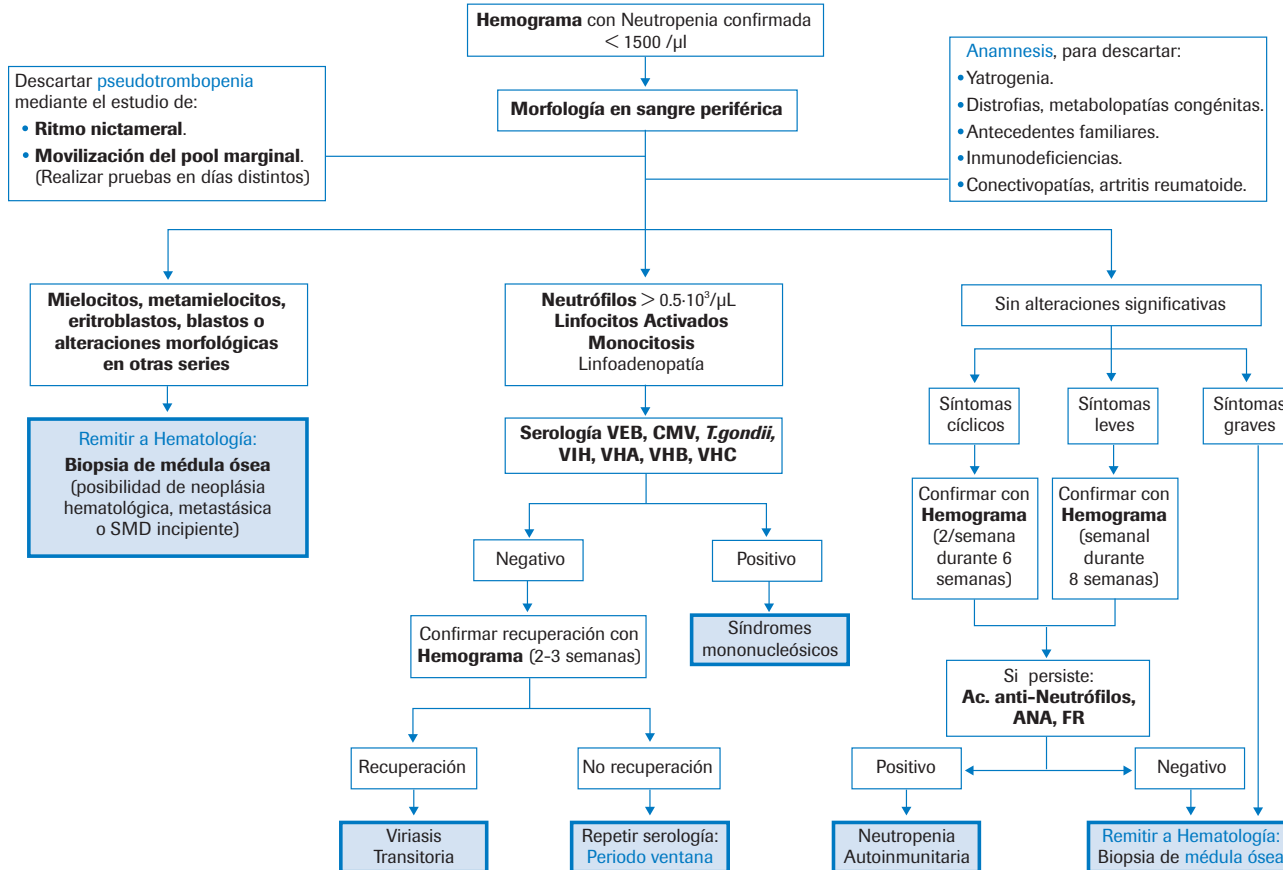 Hemograma con Neutropenia confirmada
< 1500 /µl
Descartar pseudotrombopenia
mediante el estudio de:
• Ritmo nictameral.
• Movilización del pool marginal.
(Realizar pruebas en días distintos)
Morfología en sangre periférica
Anamnesis, para descartar:
• Yatrogenia.
• Distrofias, metabolopatías congénitas.
• Antecedentes familiares.
• Inmunodeficiencias.
• Conectivopatías, artritis reumatoide.
Mielocitos, metamielocitos,
eritroblastos, blastos o
alteraciones morfológicas
en otras series
Remitir a Hematología:
Biopsia de médula ósea
(posibilidad de neoplásia
hematológica, metastásica
o SMD incipiente)
Neutrófilos > 0.5·10³/µL
Linfocitos Activados
Monocitosis
Linfoadenopatía
Serología VEB, CMV, T.gondii,
VIH, VHA, VHB, VHC
Negativo
Positivo
Confirmar recuperación con
Hemograma (2-3 semanas)
Síndromes
mononucleósicos
Recuperación
No recuperación
Viriasis
Transitoria
Repetir serología:
Periodo ventana
Sin alteraciones significativas
Síntomas
cíclicos
Síntomas
leves
Síntomas
graves
Confirmar con
Hemograma
(2/semana
durante 6
semanas)
Confirmar con
Hemograma
(semanal
durante
8 semanas)
Si persiste:
Ac. anti-Neutrófilos,
ANA, FR
Positivo
Negativo
Neutropenia
Autoinmunitaria
Remitir a Hematología:
Biopsia de médula ósea